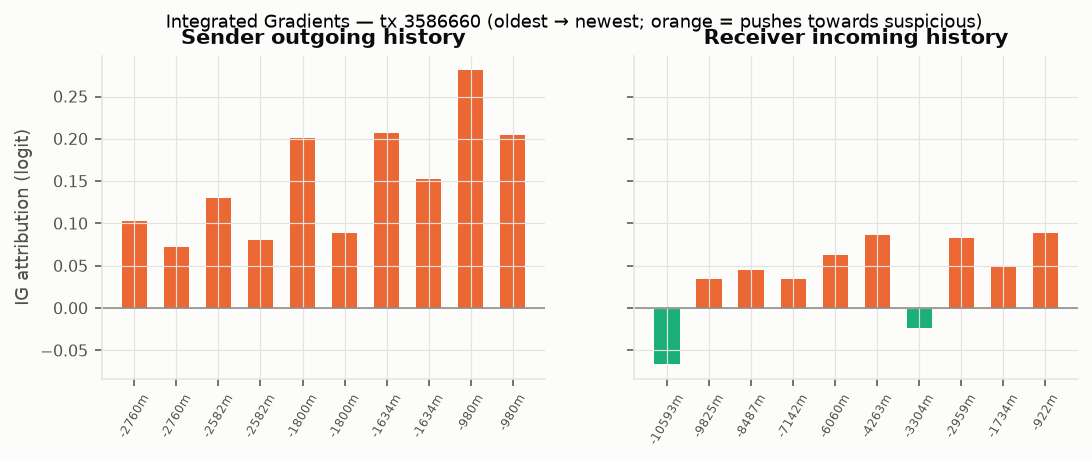 Integrated Gradients — tx 3586660 (oldest → newest; orange = pushes towards suspicious)
Sender outgoing history
Receiver incoming history
IG attribution (logit)
0.25
0.20
0.15
0.10
0.05
0.00
−0.05
-2760m
-2760m
-2582m
-2582m
-1800m
-1800m
-1634m
-1634m
-980m
-980m
-10593m
-9825m
-8487m
-7142m
-6080m
-4263m
-3304m
-2959m
-1734m
-922m